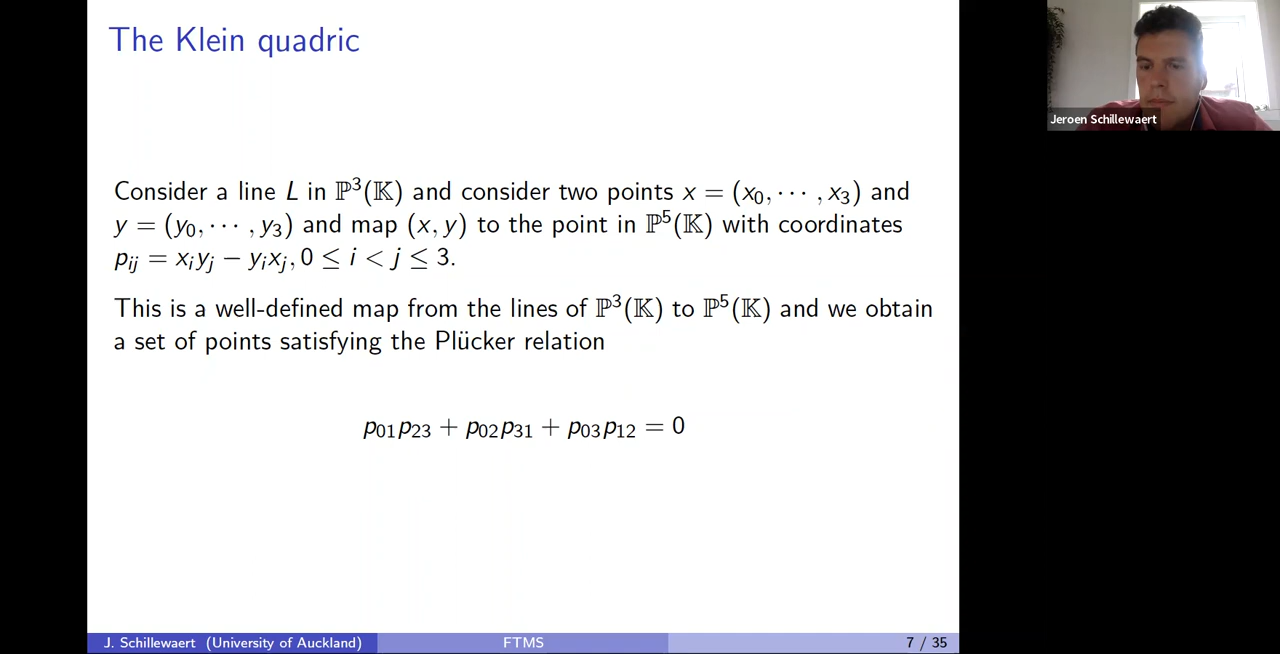 The Klein quadric
Jeroen Schillewaert
Consider a line L in ℙ³(𝕂) and consider two points x = (x₀, ⋯ , x₃) and
y = (y₀, ⋯ , y₃) and map (x, y) to the point in ℙ⁵(𝕂) with coordinates
pᵢⱼ = xᵢyⱼ − yᵢxⱼ, 0 ≤ i < j ≤ 3.
This is a well-defined map from the lines of ℙ³(𝕂) to ℙ⁵(𝕂) and we obtain
a set of points satisfying the Plücker relation
p₀₁p₂₃ + p₀₂p₃₁ + p₀₃p₁₂ = 0
J. Schillewaert (University of Auckland) FTMS 7 / 35